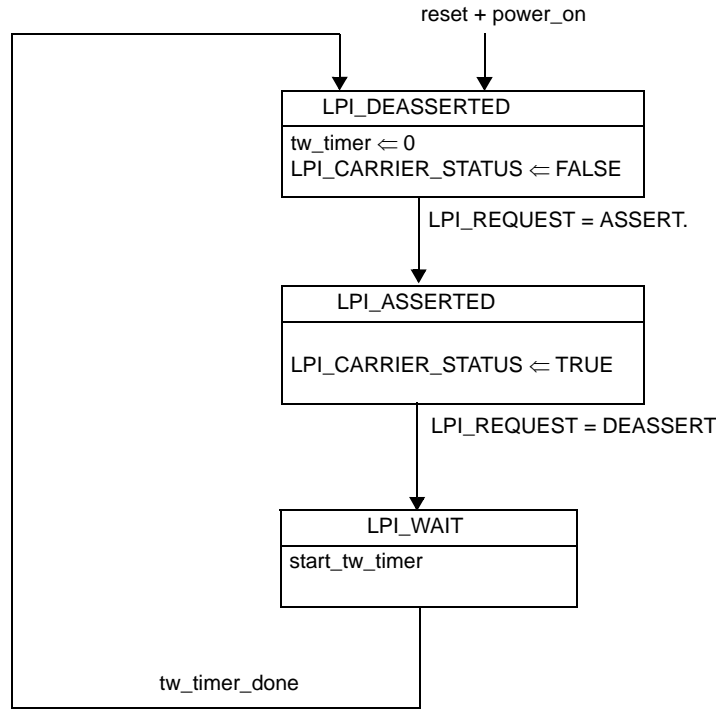 reset + power_on
LPI_DEASSERTED
tw_timer ⇐ 0
LPI_CARRIER_STATUS ⇐ FALSE
LPI_REQUEST = ASSERT.
LPI_ASSERTED
LPI_CARRIER_STATUS ⇐ TRUE
LPI_REQUEST = DEASSERT
LPI_WAIT
start_tw_timer
tw_timer_done